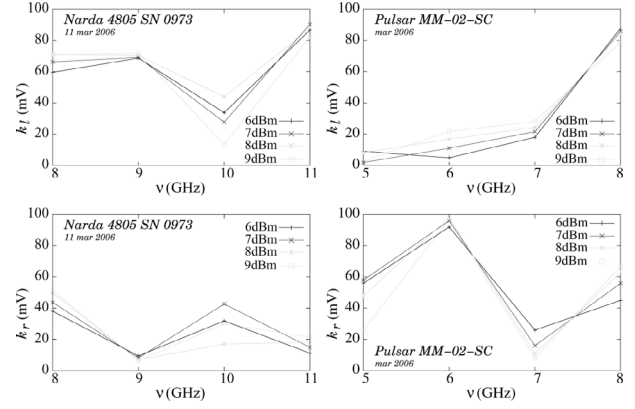 Narda 4805 SN 0973
11 mar 2006
100
80
60
40
20
0
k l (mV)
6dBm
7dBm
8dBm
9dBm
8 9 10 11
ν (GHz)
Pulsar MM-02-SC
mar 2006
100
80
60
40
20
0
k l (mV)
6dBm
7dBm
8dBm
9dBm
5 6 7 8
ν (GHz)
Narda 4805 SN 0973
11 mar 2006
100
80
60
40
20
0
k r (mV)
6dBm
7dBm
8dBm
9dBm
8 9 10 11
ν (GHz)
100
80
60
40
20
0
k r (mV)
6dBm
7dBm
8dBm
9dBm
Pulsar MM-02-SC
mar 2006
5 6 7 8
ν (GHz)